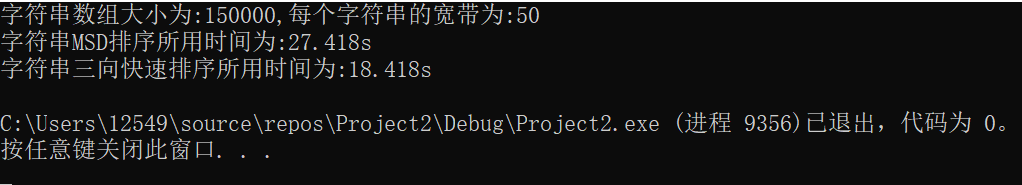 字符串数组大小为:150000,每个字符串的宽带为:50
字符串MSD排序所用时间为:27.418s
字符串三向快速排序所用时间为:18.418s
C:\Users\12549\source\repos\Project2\Debug\Project2.exe (进程 9356)已退出，代码为 0。
按任意键关闭此窗口. . .